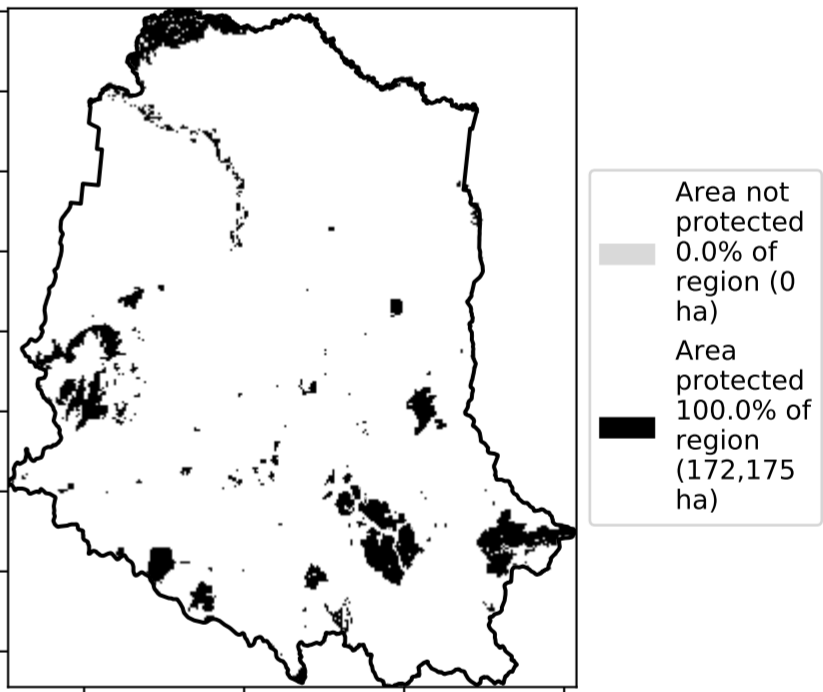 Area not
protected
0.0% of
region (0
ha)
Area
protected
100.0% of
region
(172,175
ha)